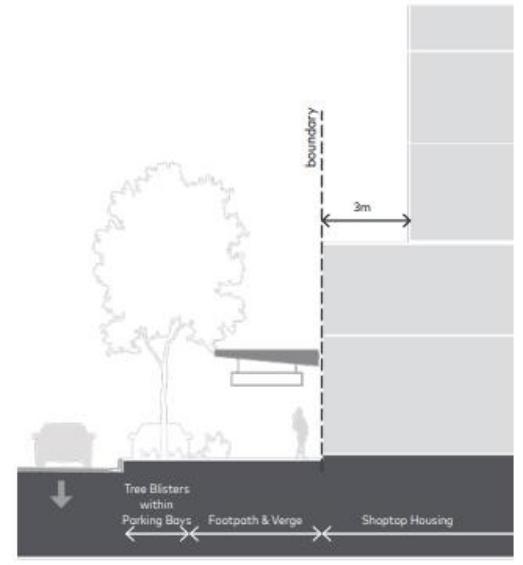 boundary
3m
Tree Blisters
within
Parking Bays
Footpath & Verge
Shoptop Housing